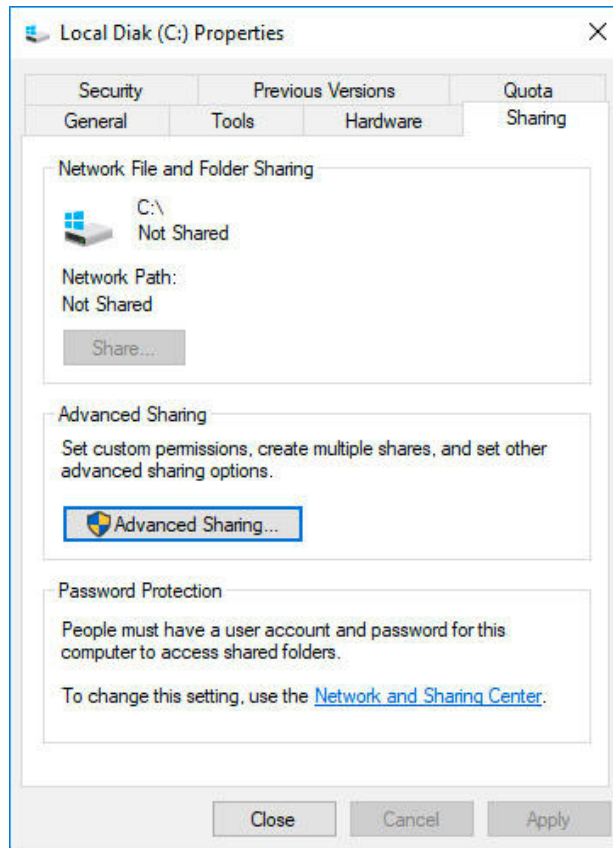 Local Disk (C:) Properties
Security
Previous Versions
Quota
General
Tools
Hardware
Sharing
Network File and Folder Sharing
C:\
Not Shared
Network Path:
Not Shared
Share...
Advanced Sharing
Set custom permissions, create multiple shares, and set other
advanced sharing options.
Advanced Sharing...
Password Protection
People must have a user account and password for this
computer to access shared folders.
To change this setting, use the Network and Sharing Center.
Close
Cancel
Apply